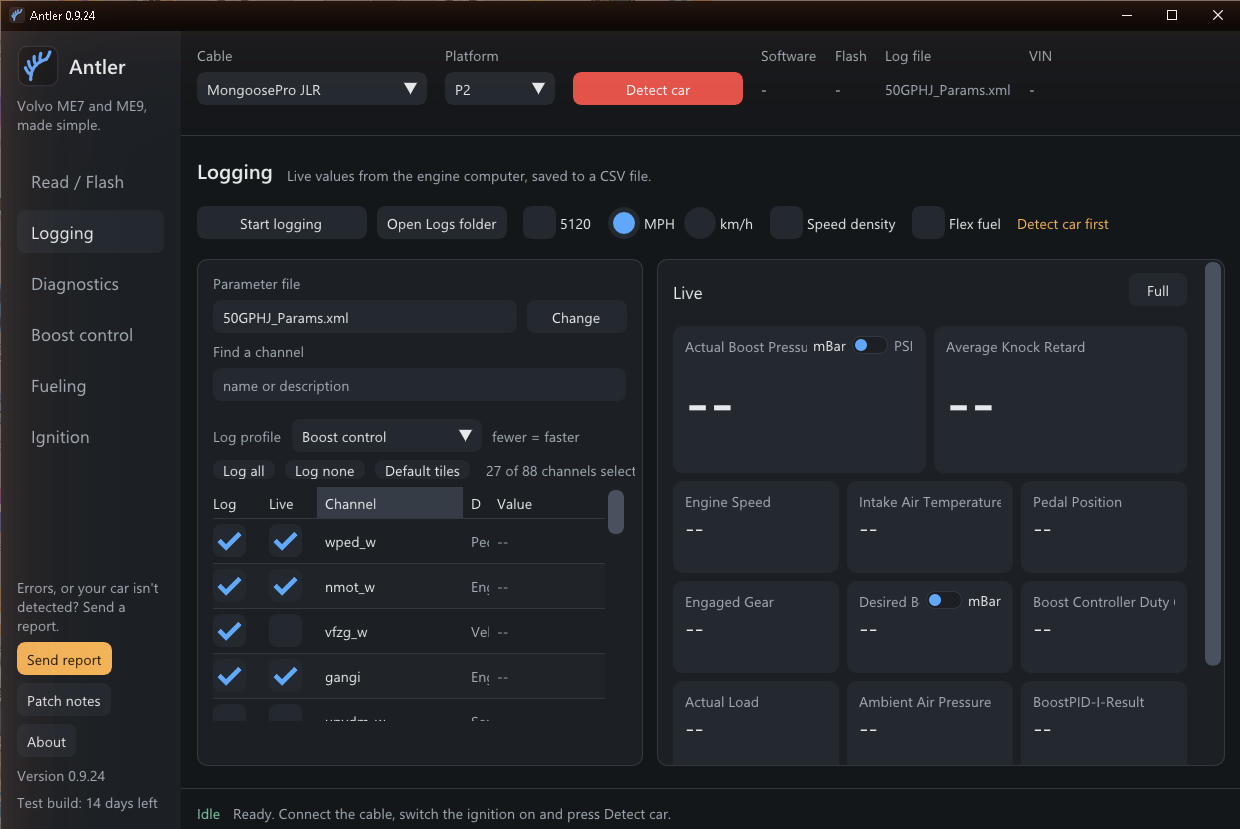 Antler 0.9.24
Antler
Volvo ME7 and ME9,
made simple.
Read / Flash
Logging
Diagnostics
Boost control
Fueling
Ignition
Errors, or your car isn't
detected? Send a
report.
Send report
Patch notes
About
Version 0.9.24
Test build: 14 days left
Cable
Platform
Software
Flash
Log file
VIN
MongoosePro JLR
P2
Detect car
-
-
50GPHJ_Params.xml
-
Logging
Live values from the engine computer, saved to a CSV file.
Start logging
Open Logs folder
5120
MPH
km/h
Speed density
Flex fuel
Detect car first
Parameter file
50GPHJ_Params.xml
Change
Find a channel
name or description
Log profile
Boost control
fewer = faster
Log all
Log none
Default tiles
27 of 88 channels select
Log
Live
Channel
D
Value
wped_w
Pe
--
nmot_w
Eng
--
vfzg_w
Vel
--
gangi
Eng
--
Live
Full
Actual Boost Pressu
mBar
PSI
--
Average Knock Retard
--
Engine Speed
--
Intake Air Temperature
--
Pedal Position
--
Engaged Gear
--
Desired B
mBar
--
Boost Controller Duty
--
Actual Load
--
Ambient Air Pressure
--
BoostPID-I-Result
--
Idle
Ready. Connect the cable, switch the ignition on and press Detect car.